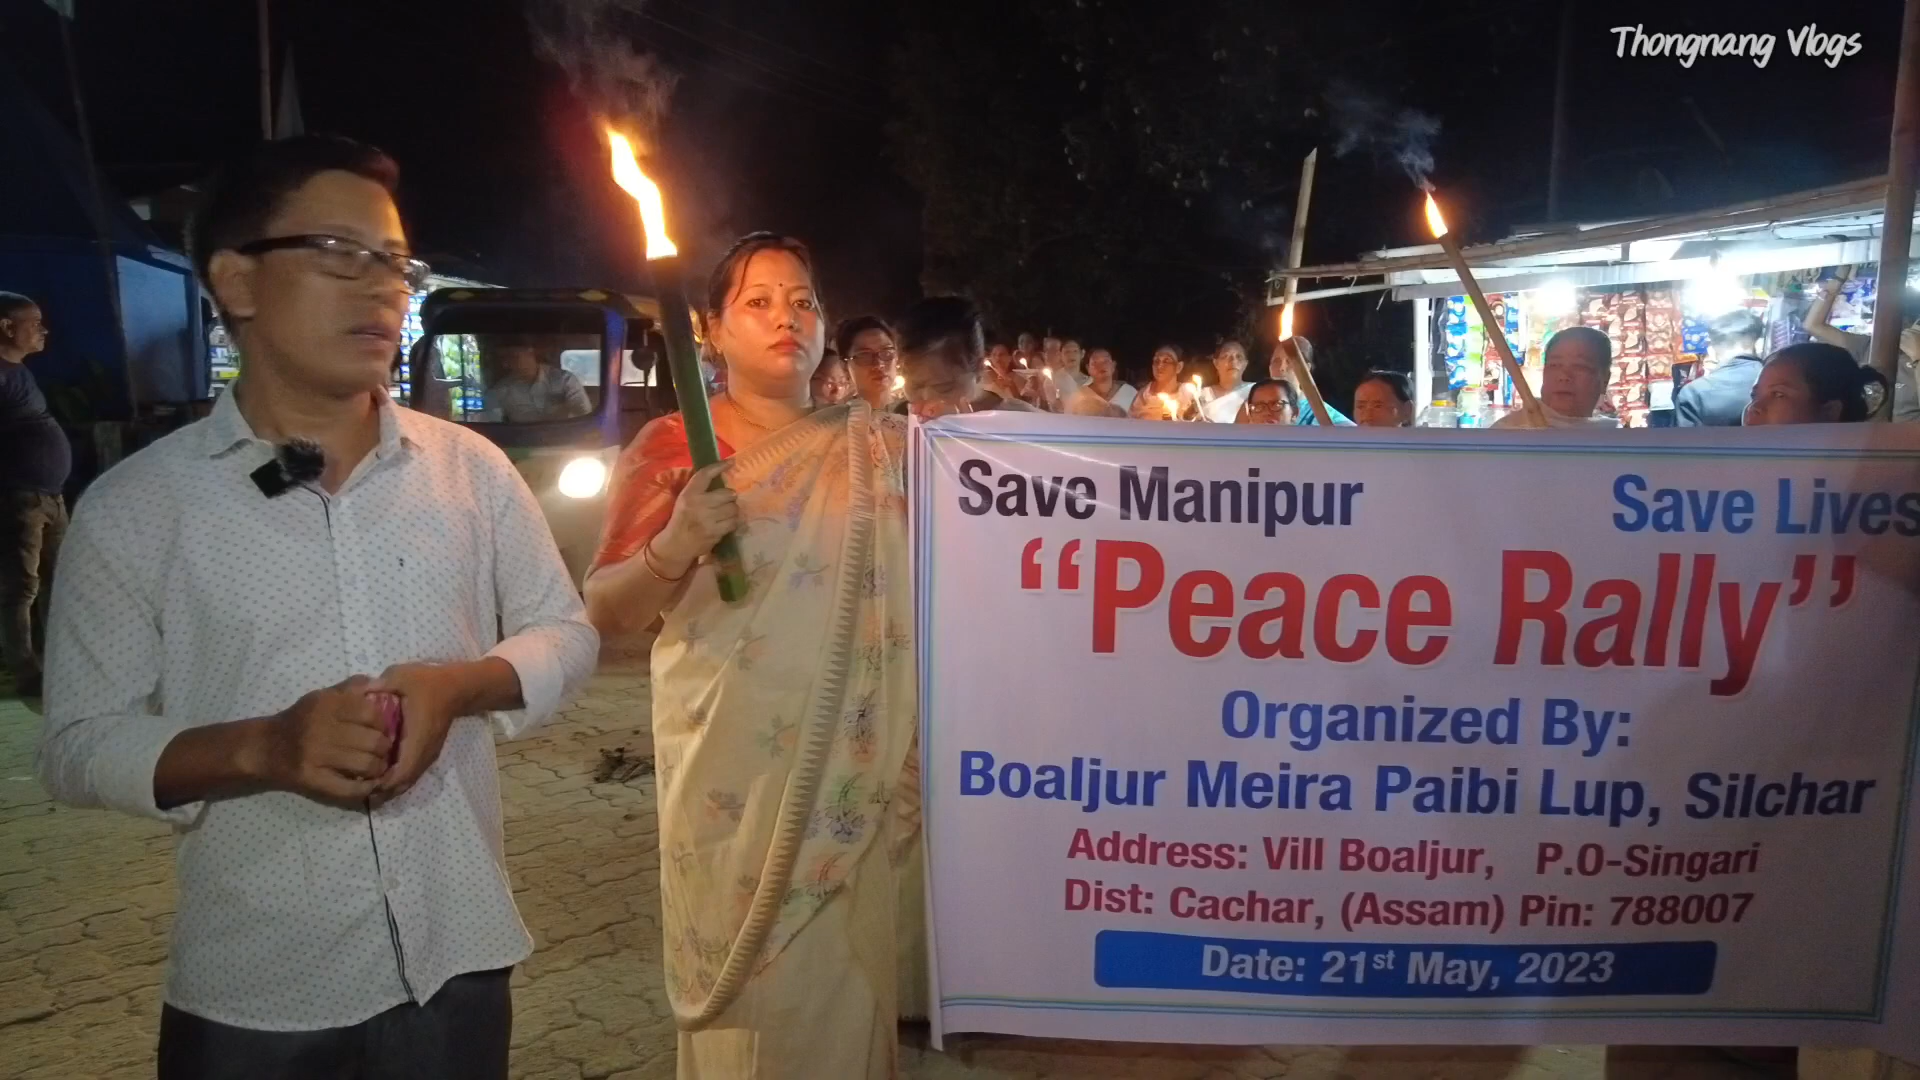 Thongnang Vlogs
Save Manipur Save Lives
“Peace Rally”
Organized By:
Boaljur Meira Paibi Lup, Silchar
Address: Vill Boaljur, P.O-Singari
Dist: Cachar, (Assam) Pin: 788007
Date: 21st May, 2023